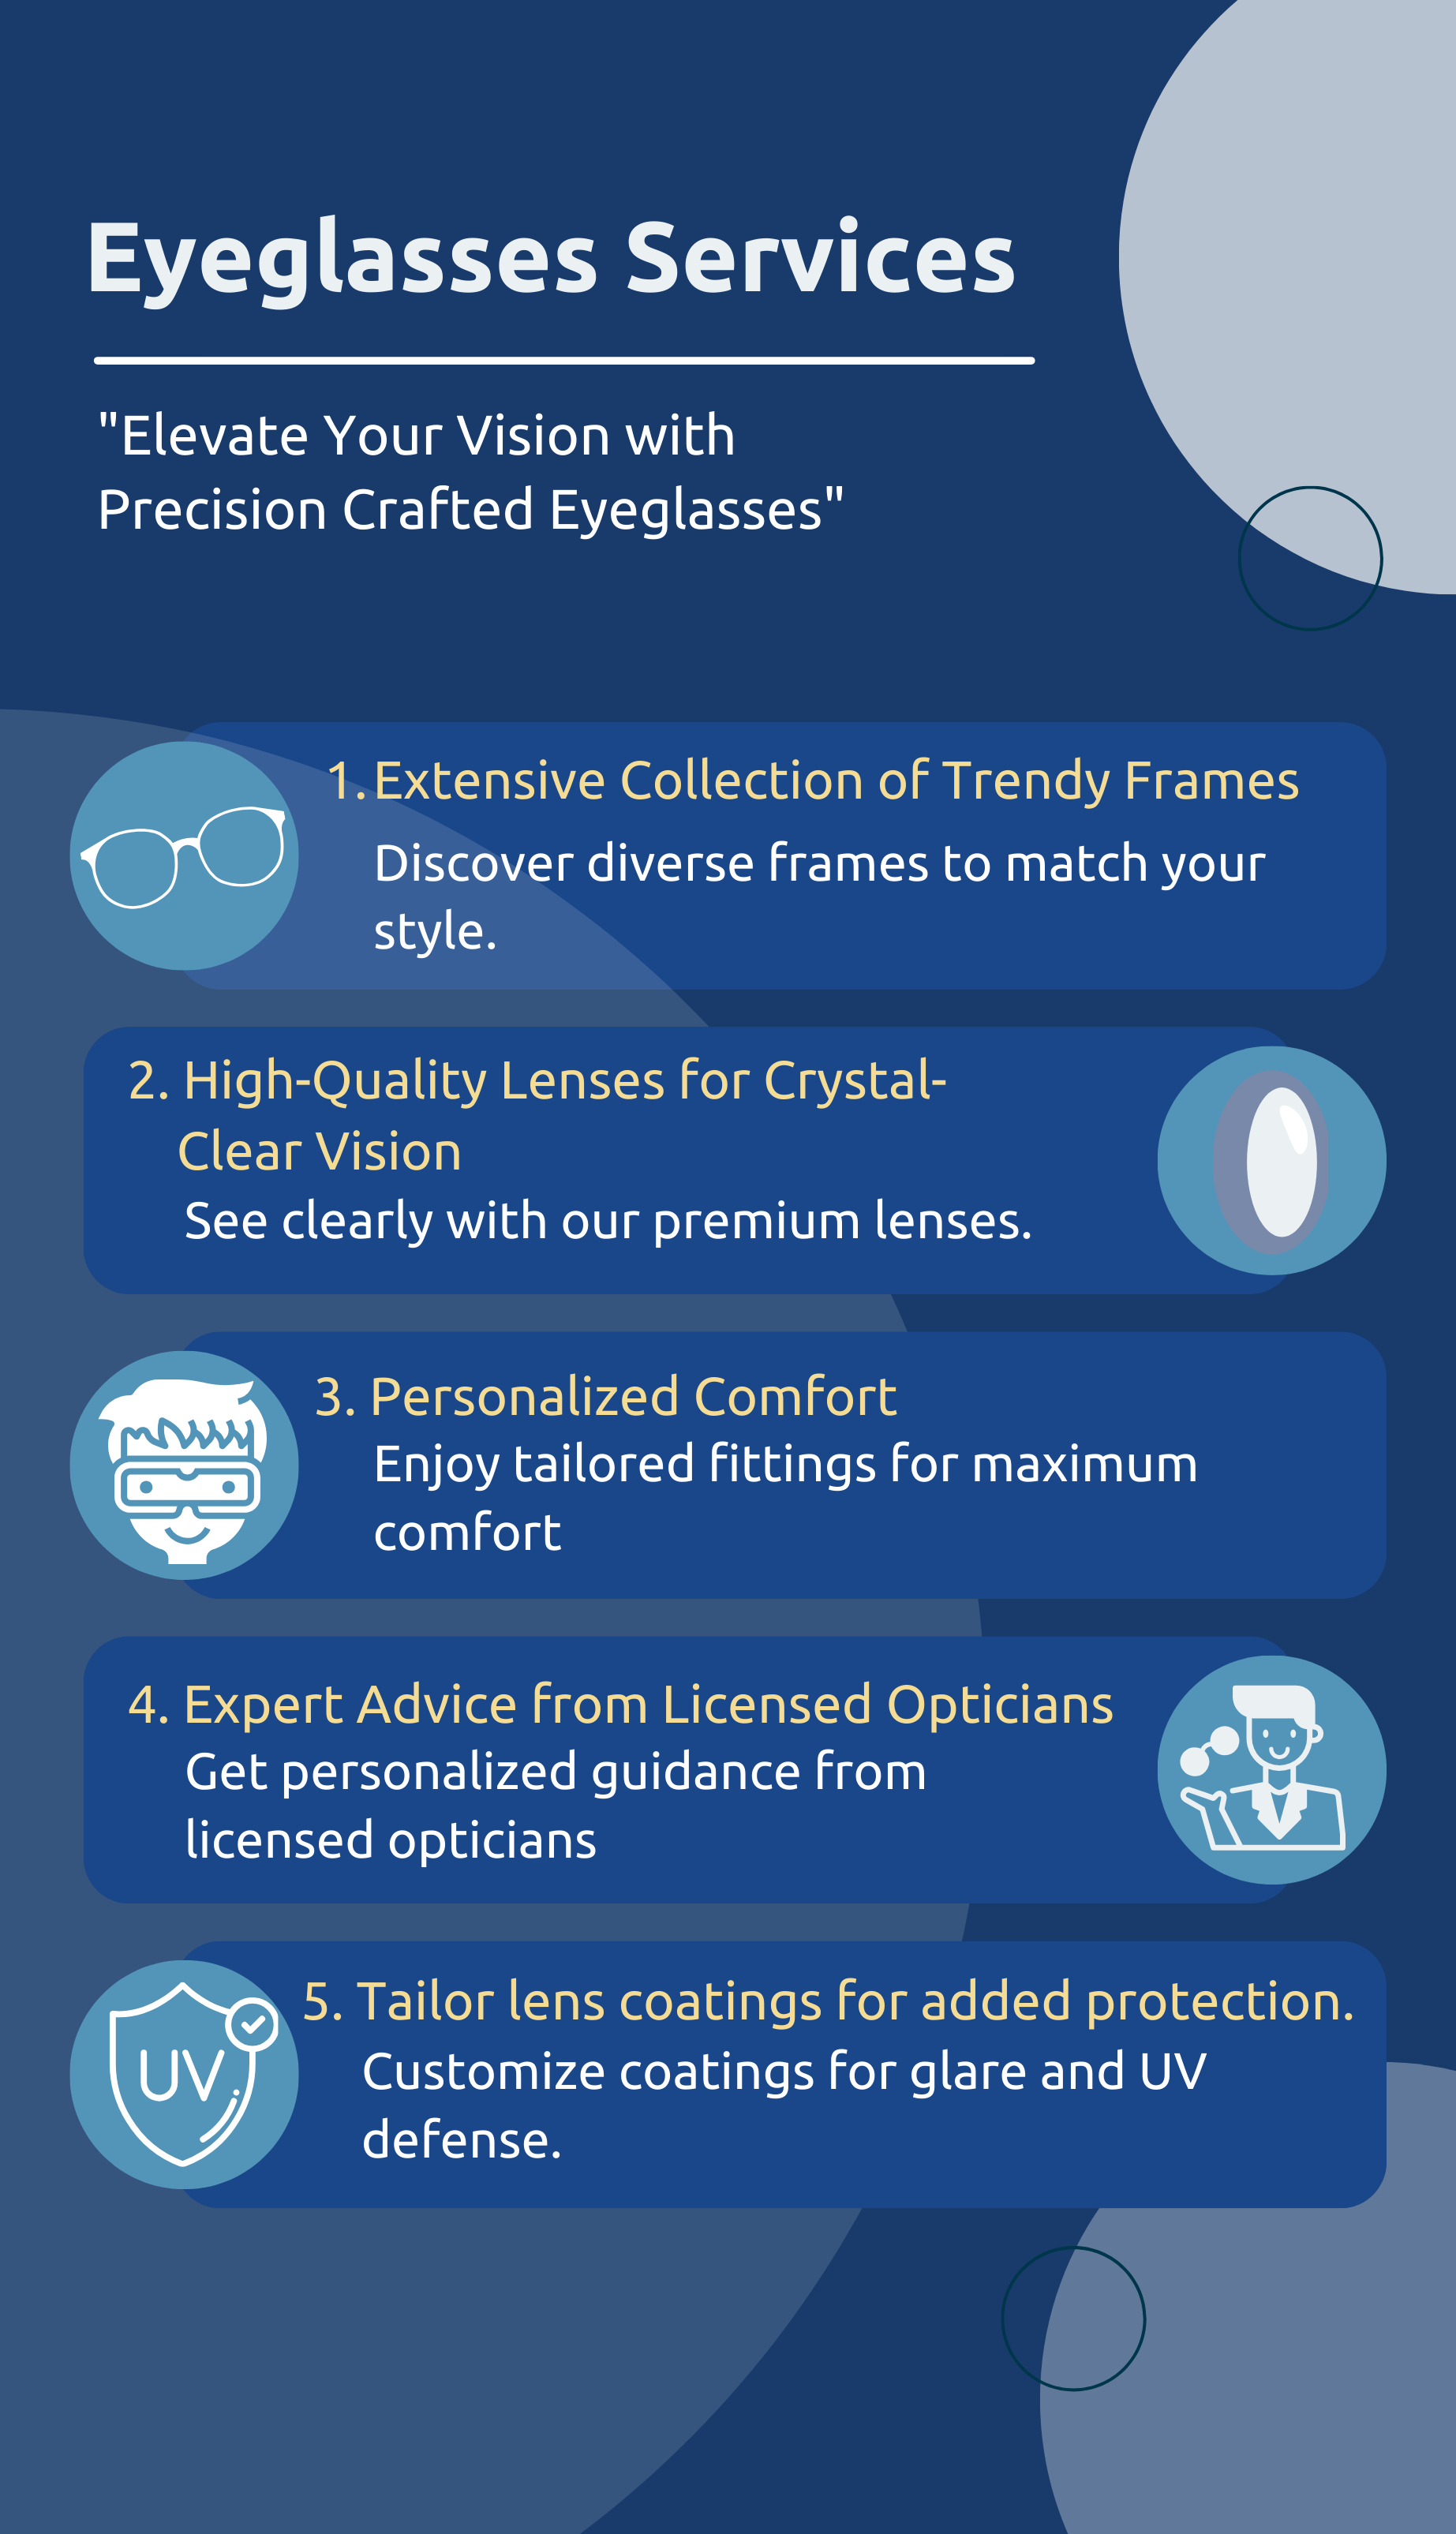 Eyeglasses Services
"Elevate Your Vision with
Precision Crafted Eyeglasses"
1. Extensive Collection of Trendy Frames
Discover diverse frames to match your
style.
2. High-Quality Lenses for Crystal-
Clear Vision
See clearly with our premium lenses.
3. Personalized Comfort
Enjoy tailored fittings for maximum
comfort
4. Expert Advice from Licensed Opticians
Get personalized guidance from
licensed opticians
UV
5. Tailor lens coatings for added protection.
Customize coatings for glare and UV
defense.